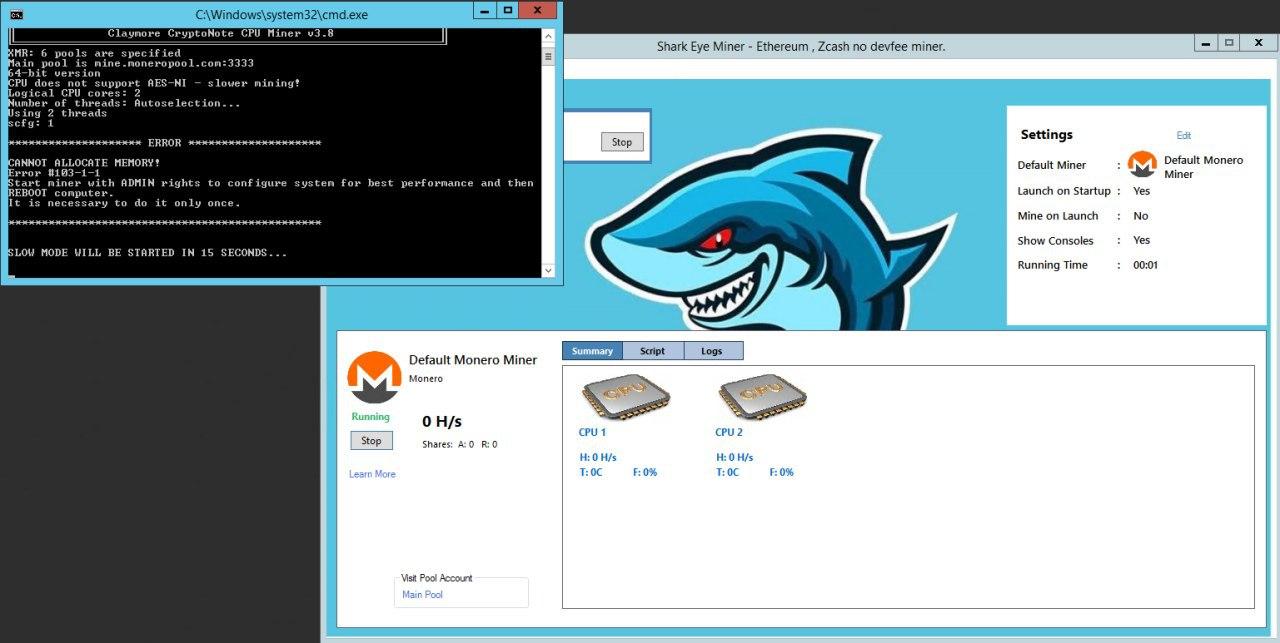 C:\Windows\system32\cmd.exe
Claymore CryptoNote CPU Miner v3.8
XMR: 6 pools are specified
Main pool is mine.moneropool.com:3333
64-bit version
CPU does not support AES-NI - slower mining!
Logical CPU cores: 2
Number of threads: Autoselection...
Using 2 threads
scfg: 1
******************** ERROR ********************
CANNOT ALLOCATE MEMORY!
Error #103-1-1
Start miner with ADMIN rights to configure system for best performance and then
REBOOT computer.
It is necessary to do it only once.
***********************************************
SLOW MODE WILL BE STARTED IN 15 SECONDS...
Shark Eye Miner - Ethereum , Zcash no devfee miner.
Stop
Settings
Edit
Default Miner : Default Monero
Miner
Launch on Startup : Yes
Mine on Launch : No
Show Consoles : Yes
Running Time : 00:01
Default Monero Miner
Monero
Running
0 H/s
Stop
Shares: A: 0 R: 0
Learn More
Visit Pool Account
Main Pool
Summary Script Logs
CPU CPU
CPU 1 CPU 2
H: 0 H/s H: 0 H/s
T: 0C F: 0% T: 0C F: 0%